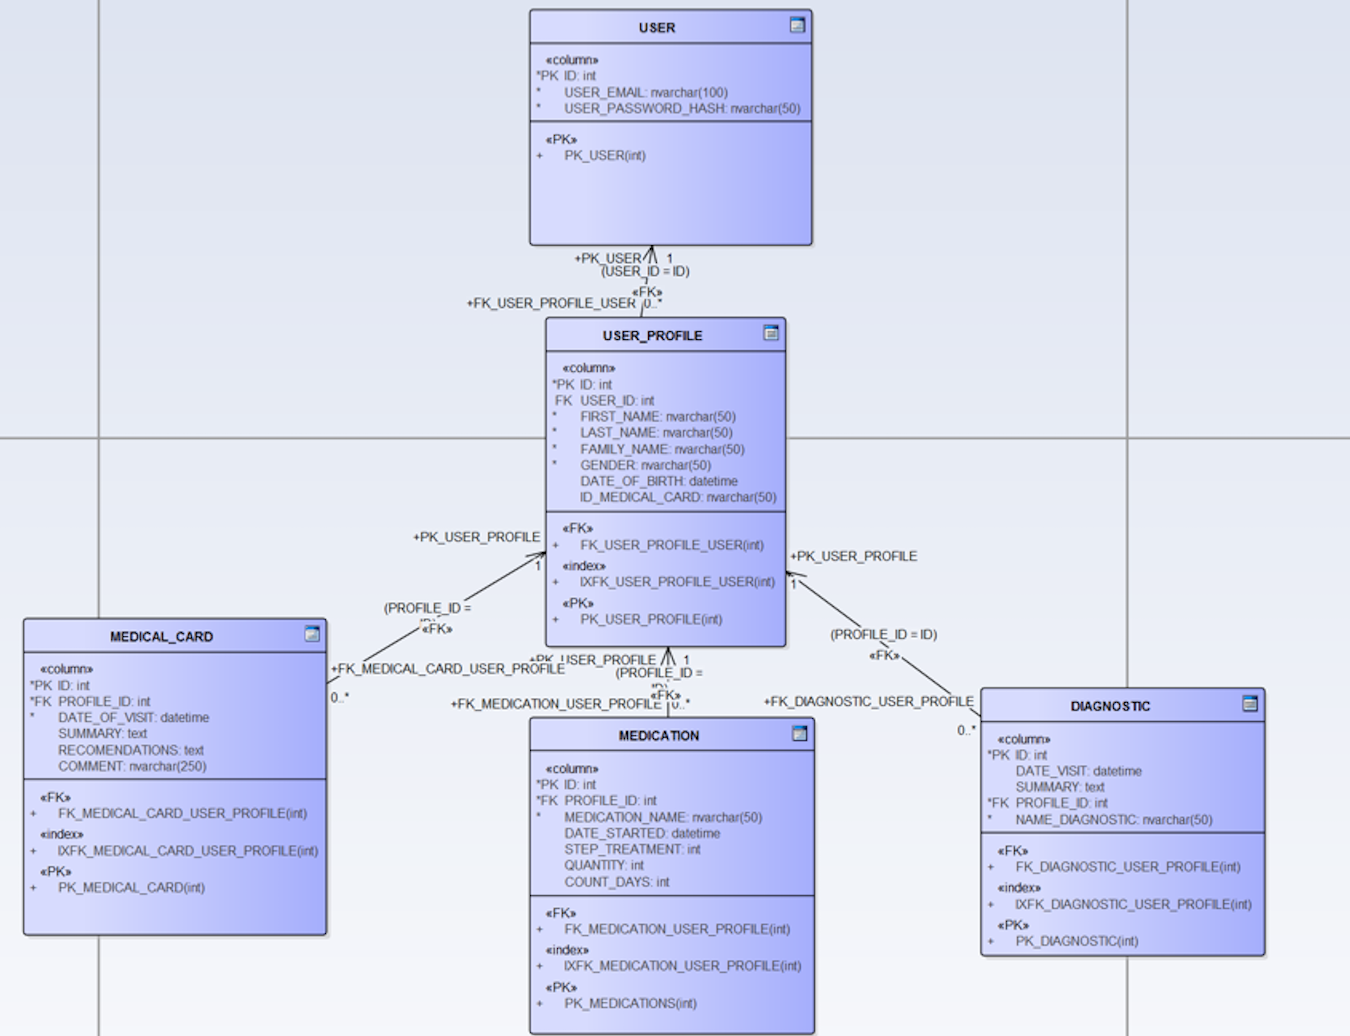 USER
«column»
*PK ID: int
* USER_EMAIL: nvarchar(100)
* USER_PASSWORD_HASH: nvarchar(50)
«PK»
+ PK_USER(int)
+PK_USER 1
(USER_ID = ID)
«FK»
+FK_USER_PROFILE_USER 0..*
USER_PROFILE
«column»
*PK ID: int
FK USER_ID: int
* FIRST_NAME: nvarchar(50)
* LAST_NAME: nvarchar(50)
* FAMILY_NAME: nvarchar(50)
* GENDER: nvarchar(50)
DATE_OF_BIRTH: datetime
ID_MEDICAL_CARD: nvarchar(50)
«FK»
+ FK_USER_PROFILE_USER(int)
«index»
+ IXFK_USER_PROFILE_USER(int)
«PK»
+ PK_USER_PROFILE(int)
+PK_USER_PROFILE
1
(PROFILE_ID =
«FK»
+FK_MEDICAL_CARD_USER_PROFILE
0..*
+PK_USER_PROFILE
1
(PROFILE_ID = ID)
«FK»
+FK_DIAGNOSTIC_USER_PROFILE
0..*
+PK_USER_PROFILE 1
(PROFILE_ID =
ID)
«FK»
+FK_MEDICATION_USER_PROFILE 0..*
MEDICAL_CARD
«column»
*PK ID: int
*FK PROFILE_ID: int
* DATE_OF_VISIT: datetime
SUMMARY: text
RECOMENDATIONS: text
COMMENT: nvarchar(250)
«FK»
+ FK_MEDICAL_CARD_USER_PROFILE(int)
«index»
+ IXFK_MEDICAL_CARD_USER_PROFILE(int)
«PK»
+ PK_MEDICAL_CARD(int)
MEDICATION
«column»
*PK ID: int
*FK PROFILE_ID: int
* MEDICATION_NAME: nvarchar(50)
DATE_STARTED: datetime
STEP_TREATMENT: int
QUANTITY: int
COUNT_DAYS: int
«FK»
+ FK_MEDICATION_USER_PROFILE(int)
«index»
+ IXFK_MEDICATION_USER_PROFILE(int)
«PK»
+ PK_MEDICATIONS(int)
DIAGNOSTIC
«column»
*PK ID: int
DATE_VISIT: datetime
SUMMARY: text
*FK PROFILE_ID: int
* NAME_DIAGNOSTIC: nvarchar(50)
«FK»
+ FK_DIAGNOSTIC_USER_PROFILE(int)
«index»
+ IXFK_DIAGNOSTIC_USER_PROFILE(int)
«PK»
+ PK_DIAGNOSTIC(int)